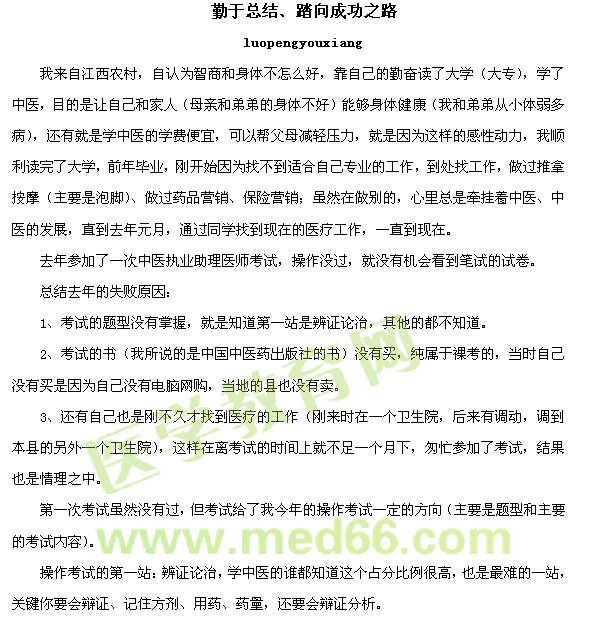 勤于总结、踏向成功之路
luopengyouxiang
我来自江西农村，自认为智商和身体不怎么好，靠自己的勤奋读了大学（大专），学了
中医，目的是让自己和家人（母亲和弟弟的身体不好）能够身体健康（我和弟弟从小体弱多
病），还有就是学中医的学费便宜，可以帮父母减轻压力，就是因为这样的感性动力，我顺
利读完了大学，前年毕业，刚开始因为找不到适合自己专业的工作，到处找工作，做过推拿
按摩（主要是泡脚）、做过药品营销、保险营销；虽然在做别的，心里总是牵挂着中医、中
医的发展，直到去年元月，通过同学找到现在的医疗工作，一直到现在。
去年参加了一次中医执业助理医师考试，操作没过，就没有机会看到笔试的试卷。
总结去年的失败原因：
1、考试的题型没有掌握，就是知道第一站是辨证论治，其他的都不知道。
2、考试的书（我所说的是中国中医药出版社的书）没有买，纯属于裸考的，当时自己
没有买是因为自己没有电脑网购，当地的县也没有卖。
3、还有自己也是刚不久才找到医疗的工作（刚来时在一个卫生院，后来有调动，调到
本县的另外一个卫生院），这样在离考试的时间上就不足一个月下，匆忙参加了考试，结果
也是情理之中。
第一次考试虽然没有过，但考试给了我今年的操作考试一定的方向（主要是题型和主要
的考试内容）。
操作考试的第一站：辨证论治，学中医的谁都知道这个占分比例很高，也是最难的一站，
关键你要会辩证、记住方剂、用药、药量，还要会辩证分析。
医学教育网
www.med66.com